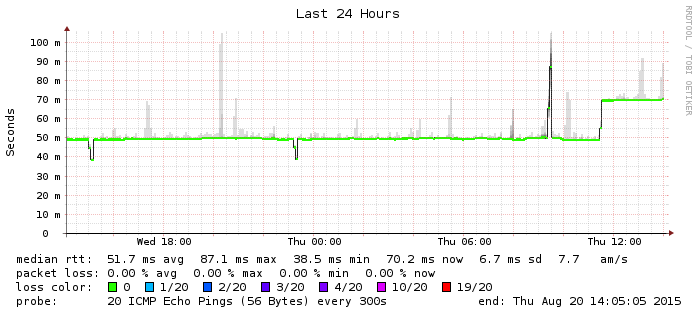 Last 24 Hours
RRDTOOL / TOBI OETIKER
Seconds
100 m
90 m
80 m
70 m
60 m
50 m
40 m
30 m
20 m
10 m
0
Wed 18:00 Thu 00:00 Thu 06:00 Thu 12:00
median rtt: 51.7 ms avg 87.1 ms max 38.5 ms min 70.2 ms now 6.7 ms sd 7.7 am/s
packet loss: 0.00 % avg 0.00 % max 0.00 % min 0.00 % now
loss color: 0 1/20 2/20 3/20 4/20 10/20 19/20
probe: 20 ICMP Echo Pings (56 Bytes) every 300s end: Thu Aug 20 14:05:05 2015